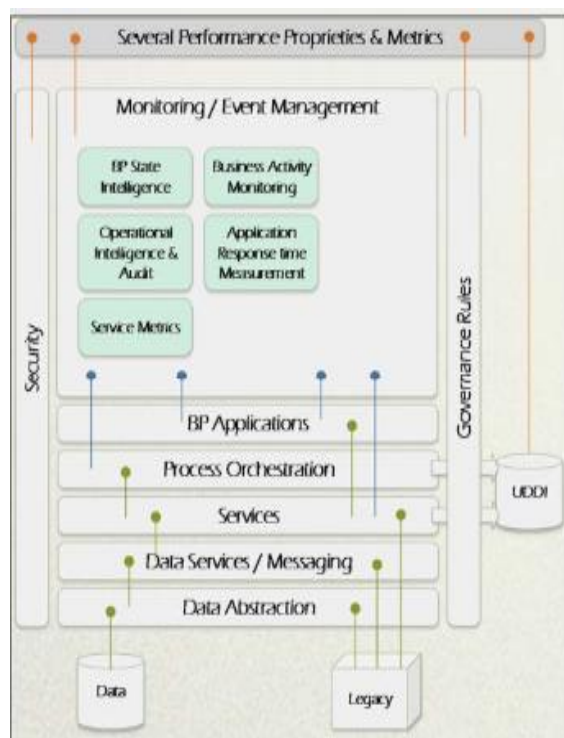 Several Performance Proprieties & Metrics
Monitoring / Event Management
BP State
Intelligence
Business Activity
Monitoring
Operational
Intelligence &
Audit
Application
Response time
Measurement
Service Metrics
Security
Governance Rules
BP Applications
Process Orchestration
UDDI
Services
Data Services / Messaging
Data Abstraction
Data
Legacy